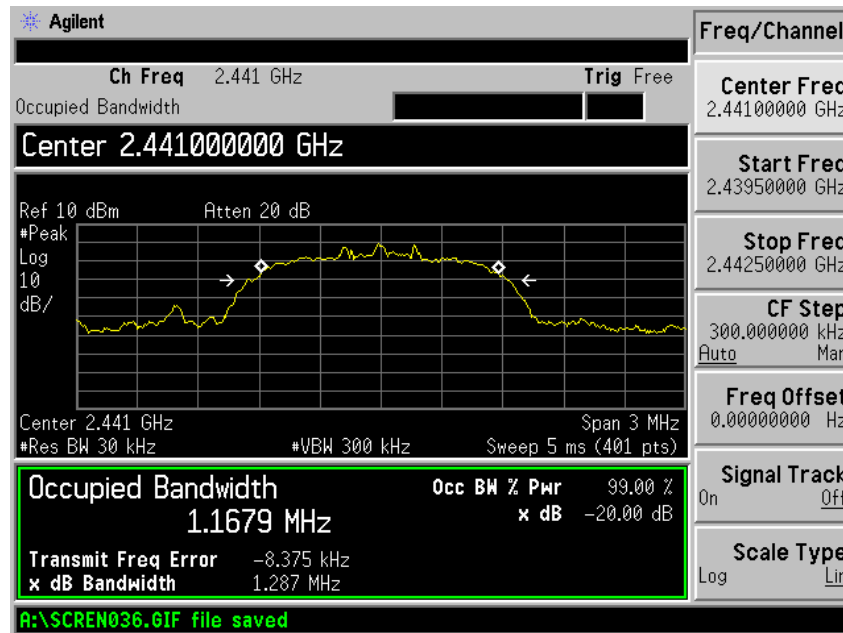 Agilent
Freq/Channel
Ch Freq 2.441 GHz Trig Free
Occupied Bandwidth
Center 2.441000000 GHz
Ref 10 dBm Atten 20 dB
#Peak
Log
10
dB/
Center 2.441 GHz Span 3 MHz
#Res BW 30 kHz #VBW 300 kHz Sweep 5 ms (401 pts)
Occupied Bandwidth
1.1679 MHz
Occ BW % Pwr 99.00 %
x dB -20.00 dB
Transmit Freq Error -8.375 kHz
x dB Bandwidth 1.287 MHz
A:\SCREN036.GIF file saved
Center Freq
2.44100000 GHz
Start Freq
2.43950000 GHz
Stop Freq
2.44250000 GHz
CF Step
300.000000 kHz
Auto Man
Freq Offset
0.00000000 Hz
Signal Track
On Off
Scale Type
Log Lin